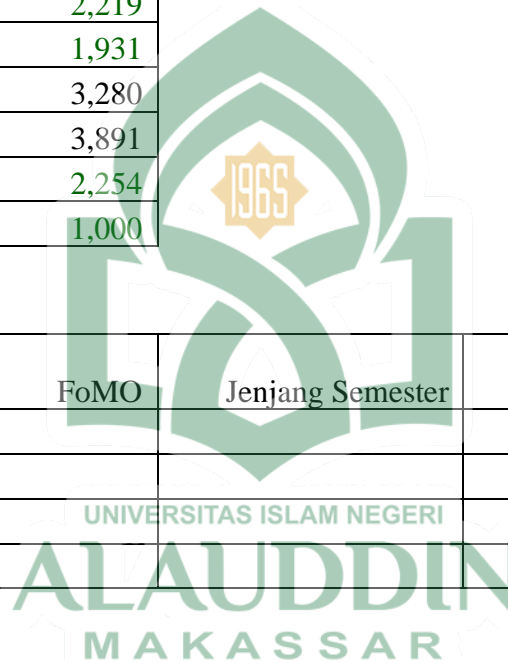 2,219
1,931
3,280
3,891
2,254
1,000
1965
FoMO Jenjang Semester
UNIVERSITAS ISLAM NEGERI
ALAUDDIN
MAKASSAR